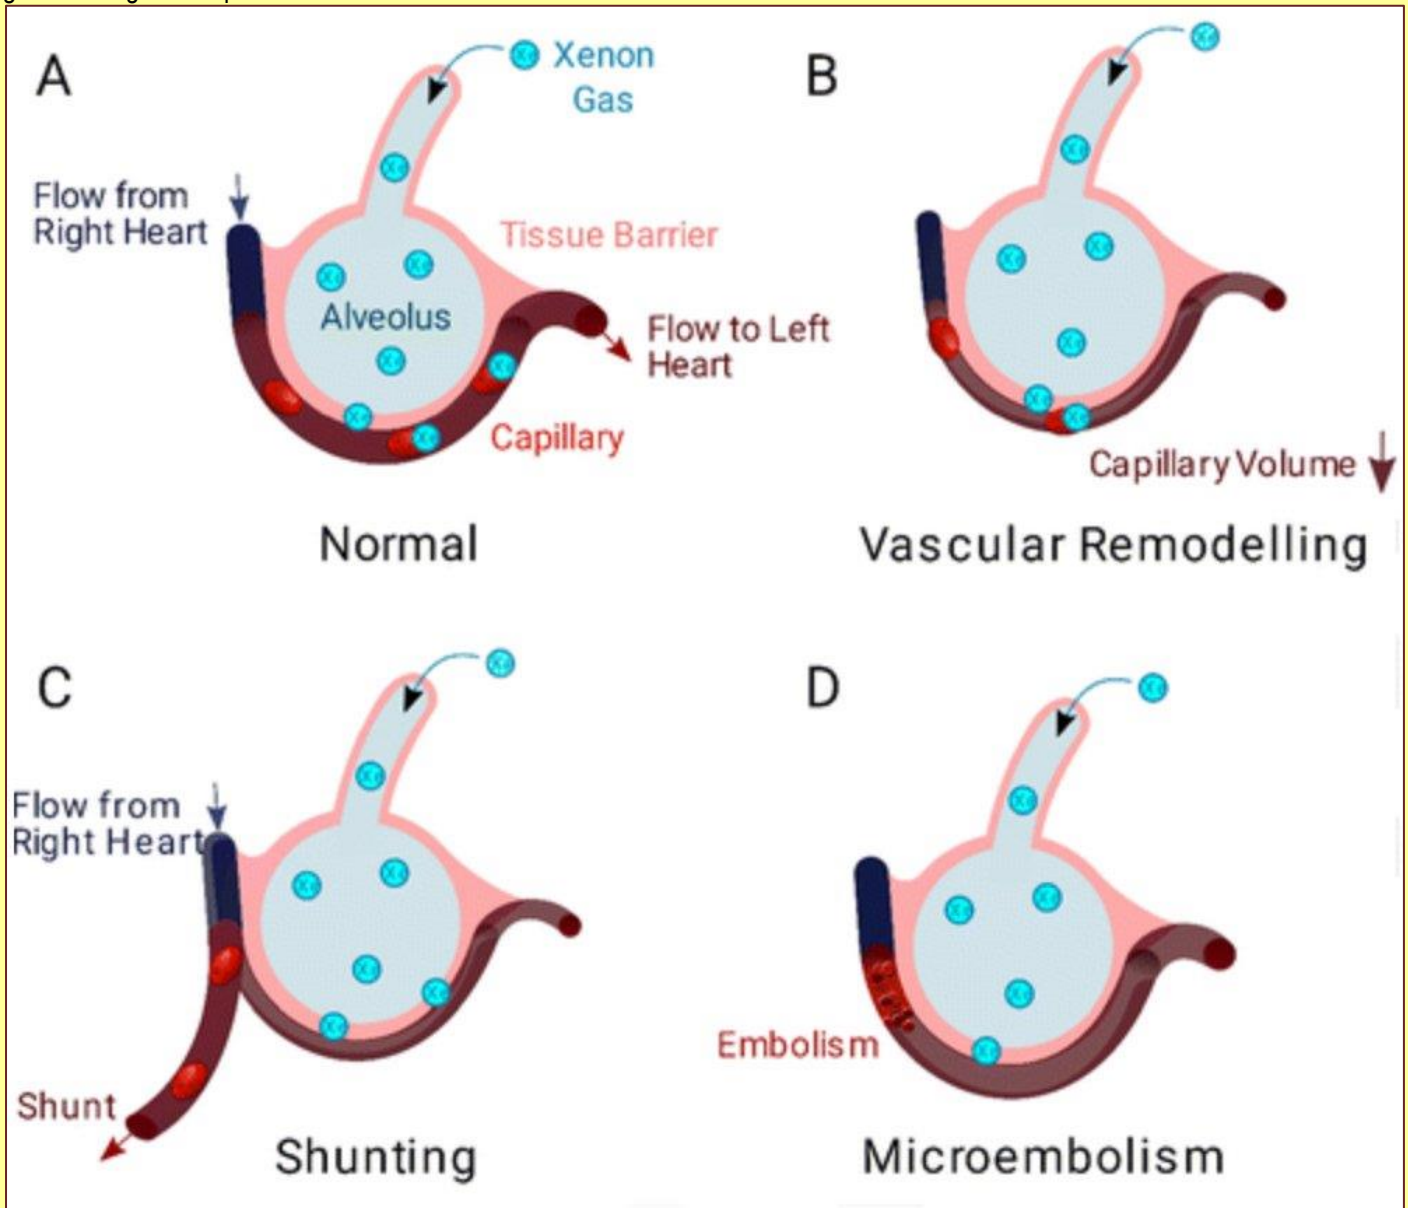 A
Xenon
Gas
Flow from
Right Heart
Tissue Barrier
Alveolus
Flow to Left
Heart
Capillary
Normal
B
Capillary Volume
Vascular Remodelling
C
Flow from
Right Heart
Shunt
Shunting
D
Embolism
Microembolism